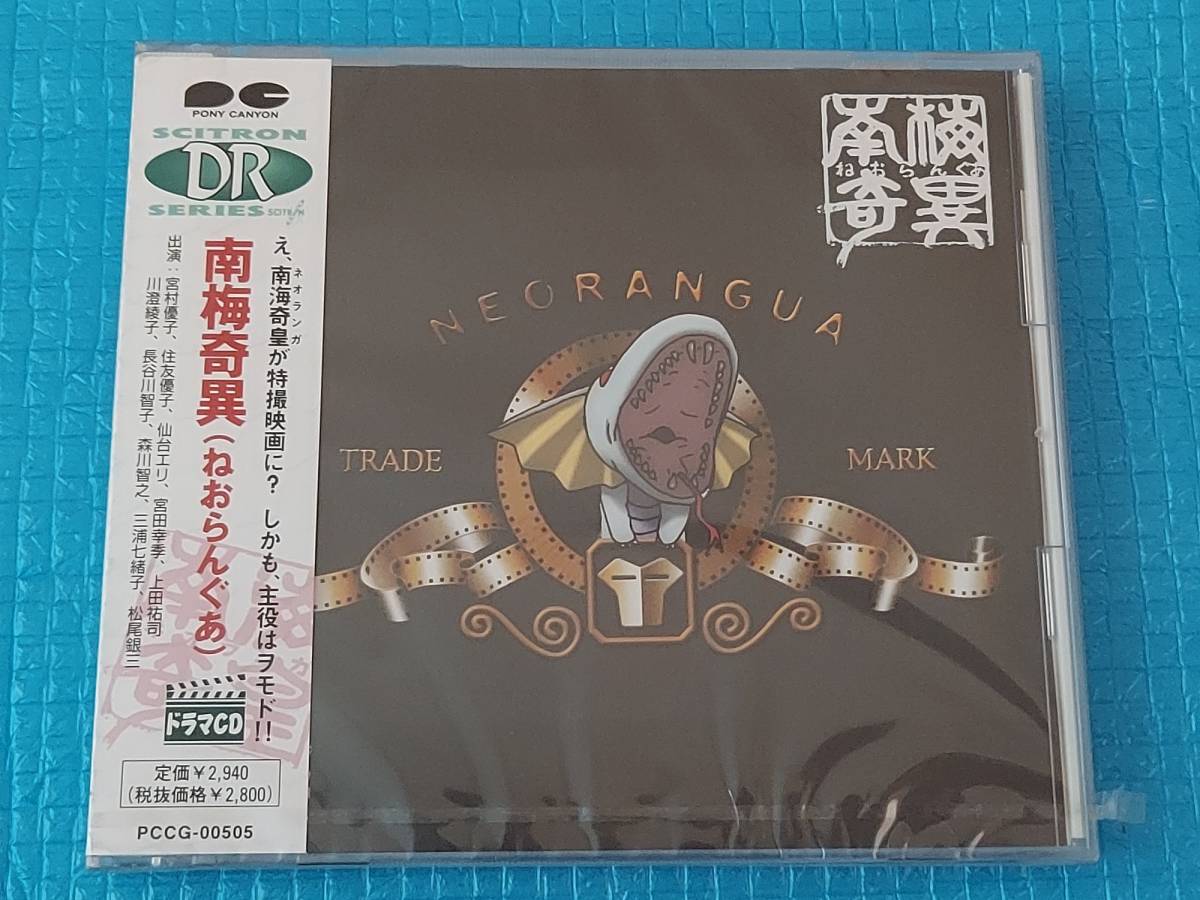 PONY CANYON
SCITRON
DR
SERIES
え、南海奇皇が特撮映画に? しかも、主役はヲモド!!
ネオランガ
南梅奇異(ねおらんぐあ)
出演:宮村優子、住友優子、仙台エリ、宮田幸季、上田祐司
川澄綾子、長谷川智子、森川智之、三浦七緒子、松尾銀三
ドラマCD
定価¥2,940
(税抜価格¥2,800)
PCCG-00505
南梅
ねおらんぐあ
奇異
NEORANGUA
TRADE
MARK